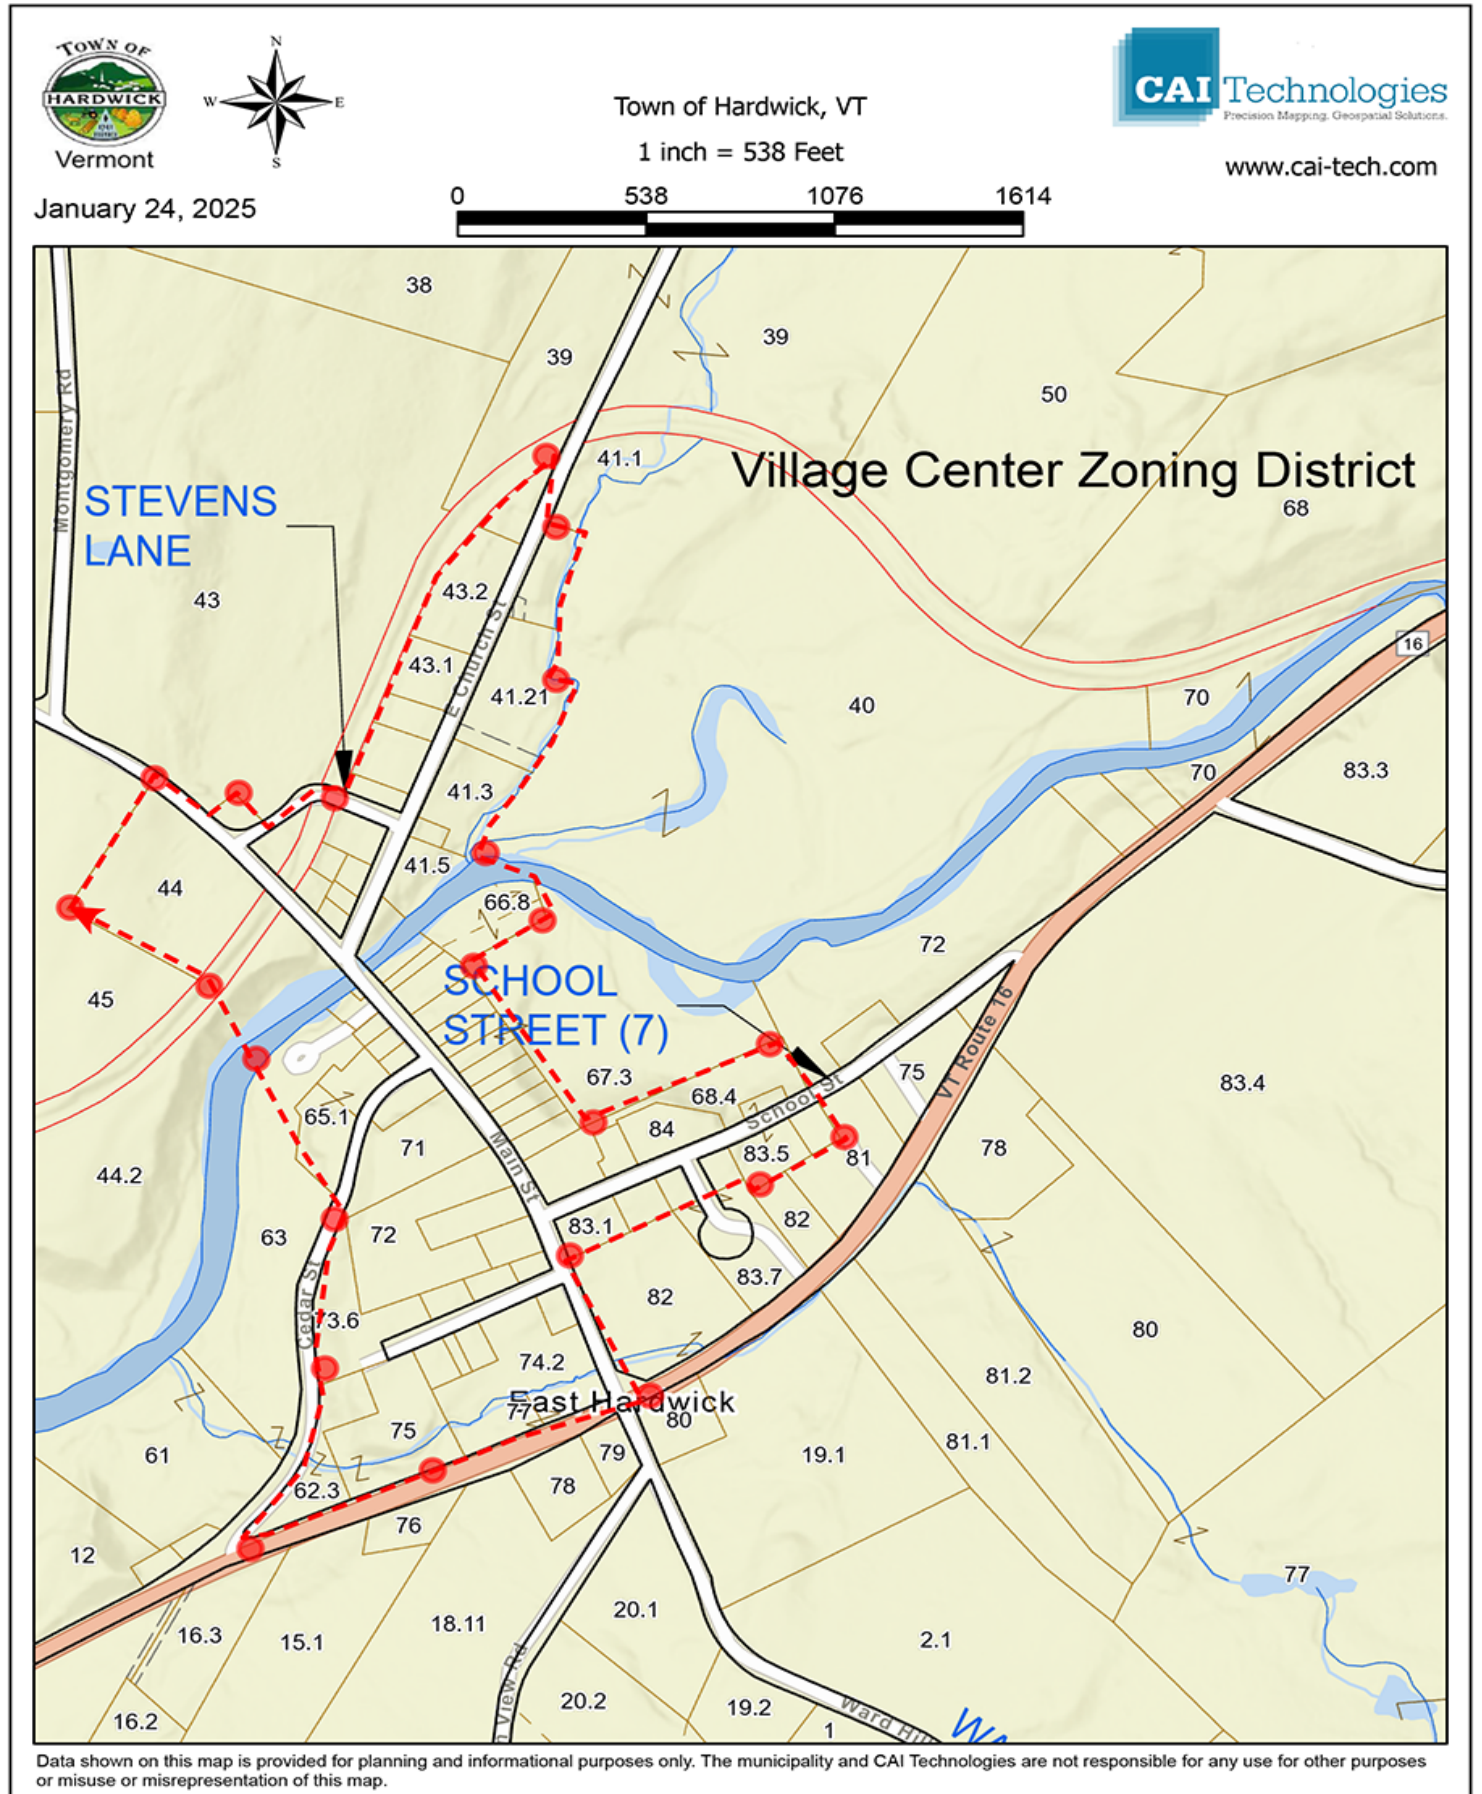 TOWN OF
HARDWICK
Vermont
N
W
E
S
Town of Hardwick, VT
1 inch = 538 Feet
CAI Technologies
Precision Mapping. Geospatial Solutions.
www.cai-tech.com
January 24, 2025
0 538 1076 1614
38
39
39
50
Montgomery Rd
41.1
Village Center Zoning District
STEVENS
LANE
68
43
43.2
E Church St
16
43.1
41.21
40
70
70
83.3
41.3
41.5
44
66.8
72
45
SCHOOL
STREET (7)
VT Route 16
67.3
75
83.4
68.4
School St
65.1
84
71
Main St
83.5
81
78
44.2
83.1
82
63
72
83.7
82
Cedar St
73.6
80
74.2
81.2
East Hardwick
77
80
75
79
81.1
61
19.1
62.3
78
76
12
77
20.1
18.11
16.3
15.1
2.1
n View Rd
20.2
19.2
Ward Hill
16.2
1
WA
Data shown on this map is provided for planning and informational purposes only. The municipality and CAI Technologies are not responsible for any use for other purposes
or misuse or misrepresentation of this map.